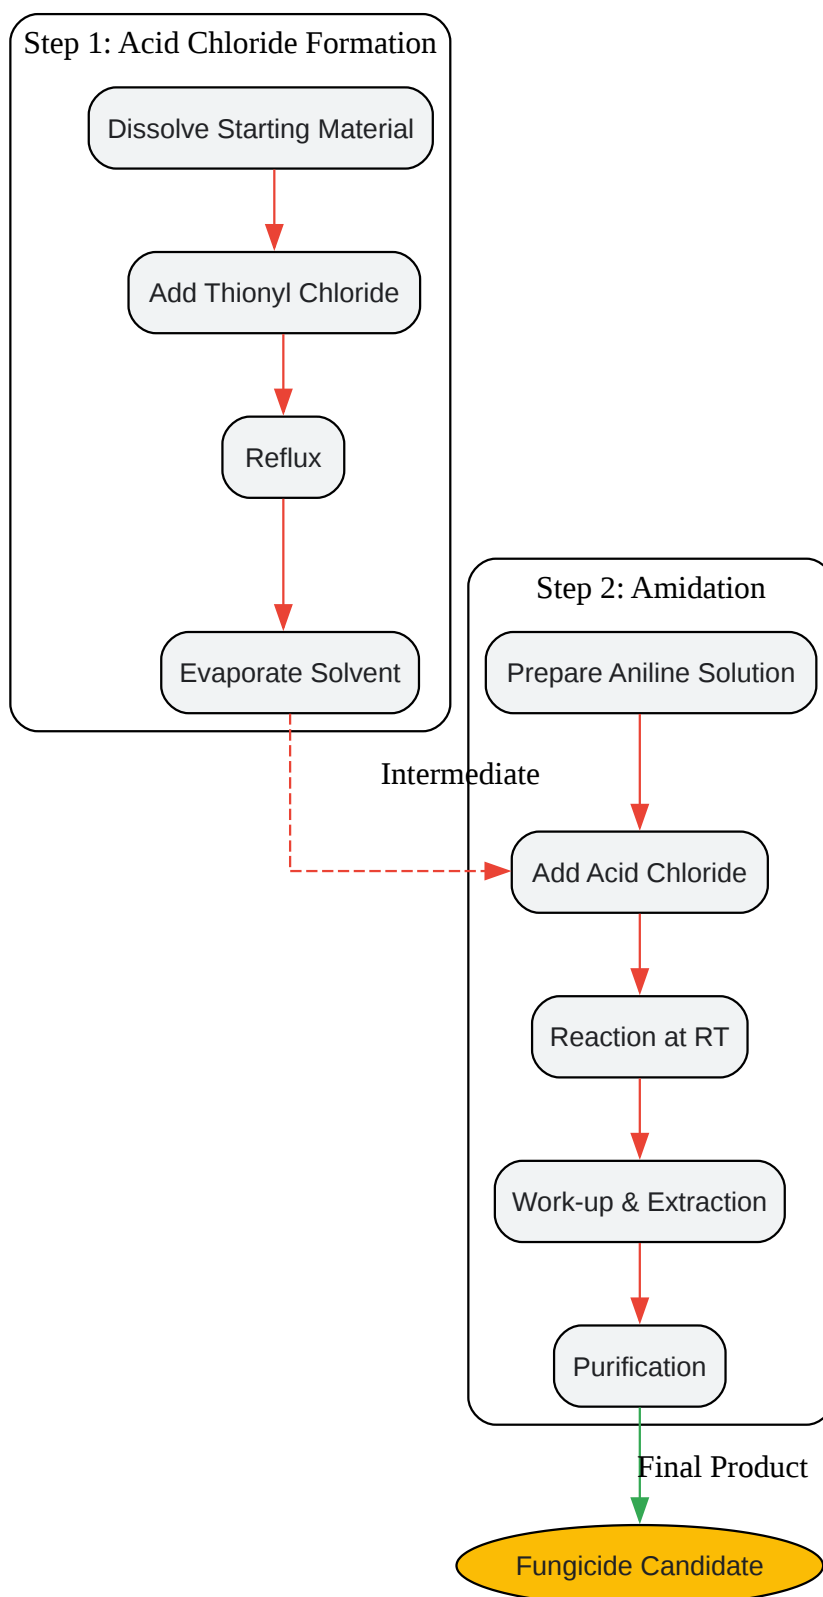 Step 1: Acid Chloride Formation
Dissolve Starting Material
Add Thionyl Chloride
Reflux
Evaporate Solvent
Step 2: Amidation
Prepare Aniline Solution
Intermediate
Add Acid Chloride
Reaction at RT
Work-up & Extraction
Purification
Final Product
Fungicide Candidate